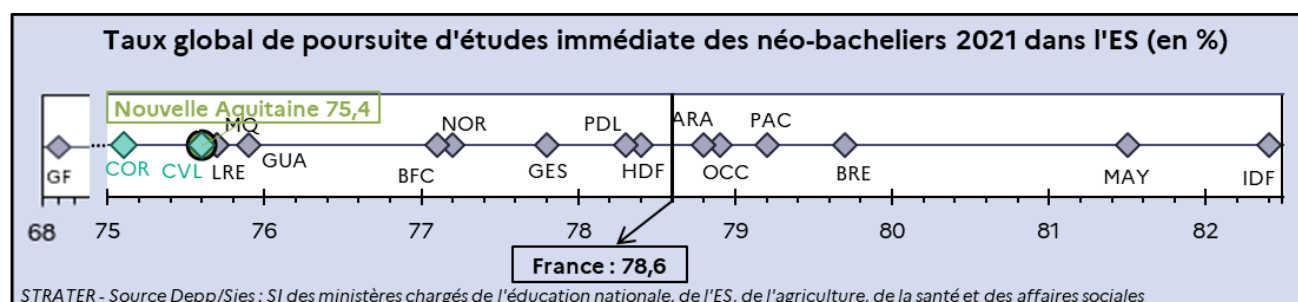 Taux global de poursuite d'études immédiate des néo-bacheliers 2021 dans l'ES (en %)
Nouvelle Aquitaine 75,4
MQ
NOR
PDL
ARA
PAC
GF
COR
CVL
LRE
GUA
BFC
GES
HDF
OCC
BRE
MAY
IDF
68 75 76 77 78 79 80 81 82
France : 78,6
STRATER - Source Depp/Sies : SI des ministères chargés de l'éducation nationale, de l'ES, de l'agriculture, de la santé et des affaires sociales